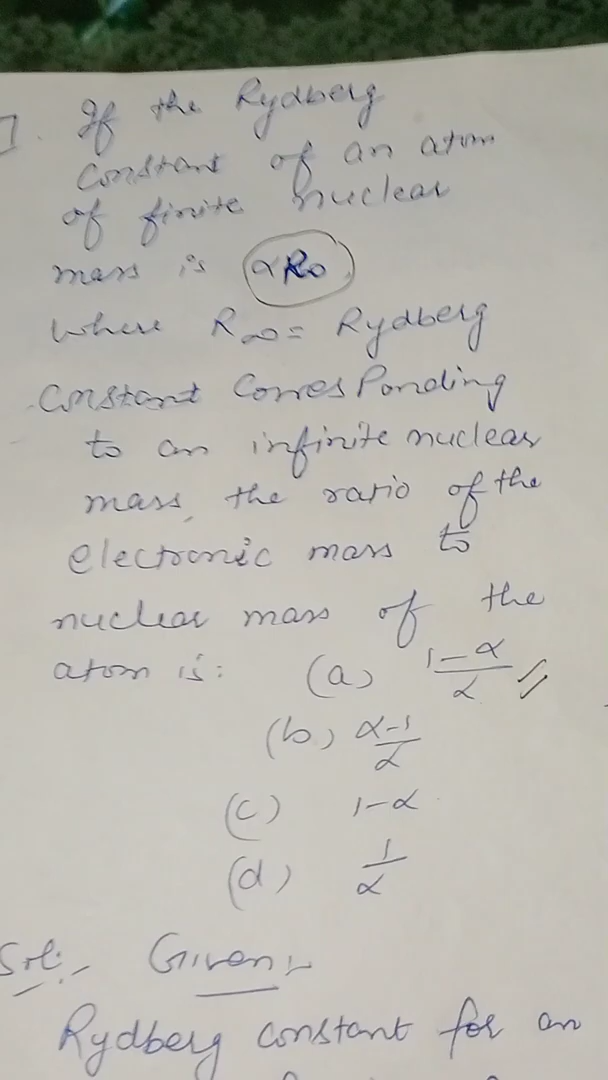 7. If the Rydberg
constant of an atom
of finite nuclear
mass is αR₀
where R∞ = Rydberg
constant Corresponding
to an infinite nuclear
mass, the ratio of the
electronic mass to
nuclear mass of the
atom is: (a) (1-α)/α //
(b) (α-1)/α
(c) 1-α
(d) 1/α
Sol:- Given:-
Rydberg constant for an